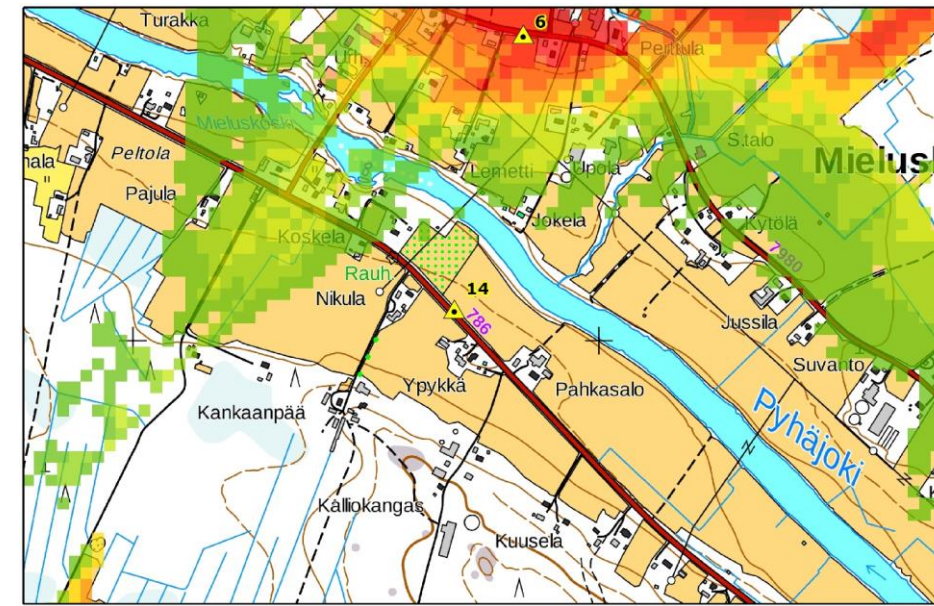 Turakka
6
Perttula
Mieluskoski
Peltola
S.talo
Mielusk
Lemetti
Upola
Pajula
Jokela
Kytölä
Koskela
7980
Rauh.
14
Nikula
786
Jussila
Suvanto
Ypykkä
Pahkasalo
Kankaanpää
Pyhäjoki
Kalliokangas
Kuusela